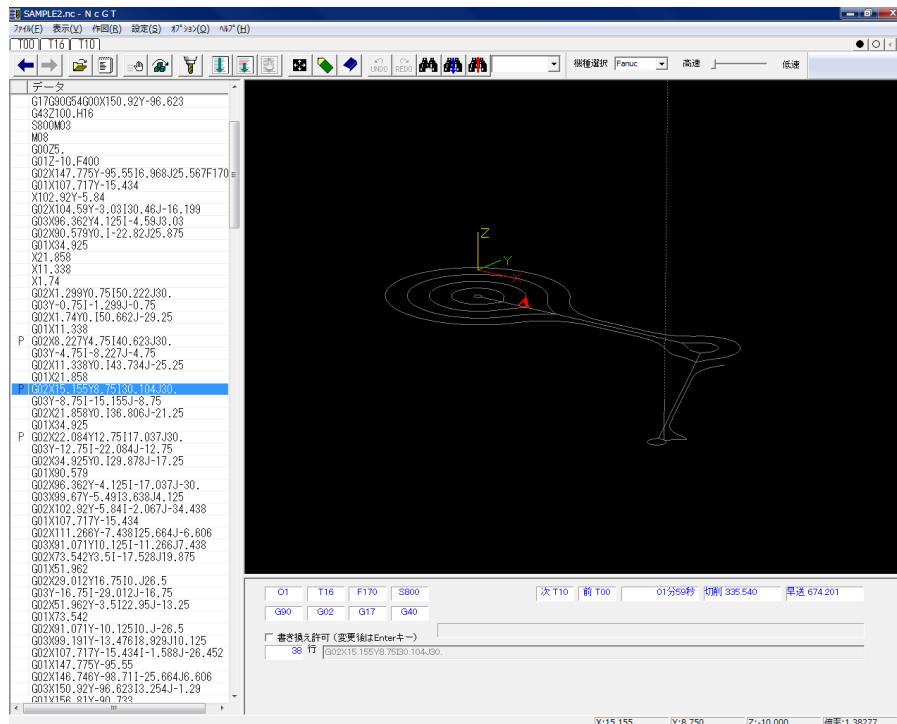 SAMPLE2.nc - N c G T
ﾌｧｲﾙ(F) 表示(V) 作図(R) 設定(S) ｵﾌﾟｼｮﾝ(O) ﾍﾙﾌﾟ(H)
T00 T16 T10
UNDO REDO 機種選択 Fanuc 高速 低速
データ
G17G90G54G00X150.92Y-96.623
G43Z100.H16
S800M03
M08
G00Z5.
G01Z-10.F400
G02X147.775Y-95.55I6.968J25.567F170
G01X107.717Y-15.434
X102.92Y-5.84
G02X104.59Y-3.03I30.46J-16.199
G03X96.362Y4.125I-4.59J3.03
G02X90.579Y0.I-22.82J25.875
G01X34.925
X21.858
X11.338
X1.74
G02X1.299Y0.75I50.222J30.
G03Y-0.75I-1.299J-0.75
G02X1.74Y0.I50.662J-29.25
G01X11.338
P G02X8.227Y4.75I40.623J30.
G03Y-4.75I-8.227J-4.75
G02X11.338Y0.I43.734J-25.25
G01X21.858
P G02X15.155Y8.75I30.104J30.
G03Y-8.75I-15.155J-8.75
G02X21.858Y0.I36.806J-21.25
G01X34.925
P G02X22.084Y12.75I17.037J30.
G03Y-12.75I-22.084J-12.75
G02X34.925Y0.I29.878J-17.25
G01X90.579
G02X96.362Y-4.125I-17.037J-30.
G03X99.67Y-5.49I3.638J4.125
G02X102.92Y-5.84I-2.067J-34.438
G01X107.717Y-15.434
G02X111.266Y-7.438I25.664J-6.606
G03X91.071Y10.125I-11.266J7.438
G02X73.542Y3.5I-17.528J19.875
G01X51.962
G02X29.012Y16.75I0.J26.5
G03Y-16.75I-29.012J-16.75
G02X51.962Y-3.5I22.95J-13.25
G01X73.542
G02X91.071Y-10.125I0.J-26.5
G03X99.191Y-13.476I8.929J10.125
G02X107.717Y-15.434I-1.588J-26.452
G01X147.775Y-95.55
G02X146.746Y-98.71I-25.664J6.606
G03X150.92Y-96.623I3.254J-1.29
G01X156.81Y-90.733
Z
Y
X
O1 T16 F170 S800 次 T10 前 T00 01分59秒 切削 335.540 早送 674.201
G90 G02 G17 G40
書き換え許可 (変更後はEnterキー)
38 行 G02X15.155Y8.75I30.104J30.
X:15.155 Y:8.750 Z:-10.000 倍率:1.38277